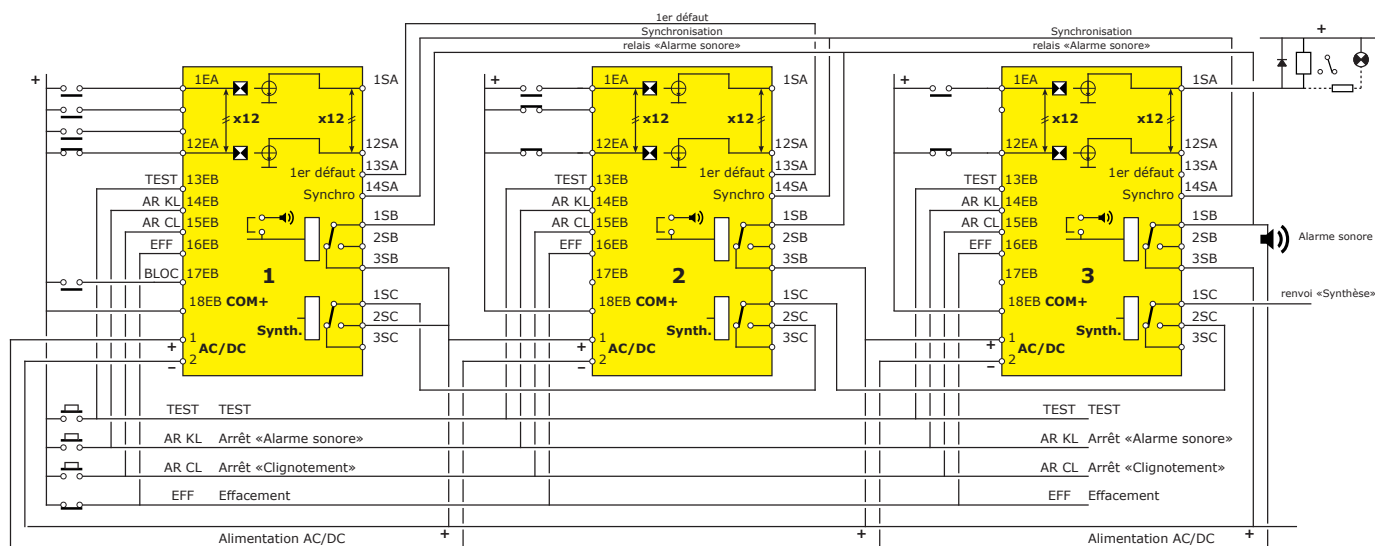 1er défaut
Synchronisation
relais «Alarme sonore»
Synchronisation
relais «Alarme sonore»
+
+
1EA
1SA
x12
x12
12EA
12SA
13SA
1er défaut
TEST
13EB
Synchro
14SA
AR KL
14EB
AR CL
15EB
1SB
EFF
16EB
2SB
3SB
BLOC
17EB
1
18EB COM+
1SC
2SC
Synth.
3SC
1
+
AC/DC
2
–
+
1EA
1SA
x12
x12
12EA
12SA
13SA
1er défaut
TEST
13EB
Synchro
14SA
AR KL
14EB
AR CL
15EB
1SB
EFF
16EB
2SB
3SB
17EB
2
18EB COM+
1SC
2SC
Synth.
3SC
1
+
AC/DC
2
–
+
1EA
1SA
x12
x12
12EA
12SA
13SA
1er défaut
TEST
13EB
Synchro
14SA
AR KL
14EB
AR CL
15EB
1SB
EFF
16EB
2SB
3SB
17EB
3
18EB COM+
1SC
2SC
Synth.
3SC
1
+
AC/DC
2
–
Alarme sonore
renvoi «Synthèse»
TEST TEST
TEST TEST
AR KL Arrêt «Alarme sonore»
AR KL Arrêt «Alarme sonore»
AR CL Arrêt «Clignotement»
AR CL Arrêt «Clignotement»
EFF Effacement
EFF Effacement
Alimentation AC/DC
+
+
Alimentation AC/DC
+